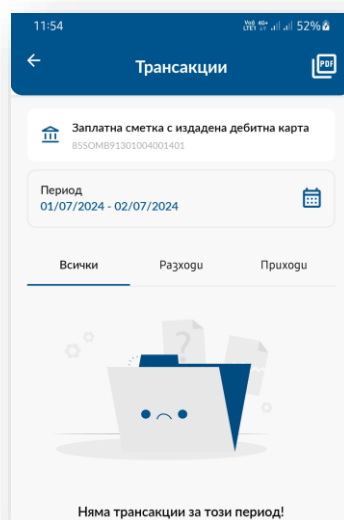 11:54
52%
Трансакции
PDF
Заплатна сметка с издадена дебитна карта
85SOMB91301004001401
Период
01/07/2024 - 02/07/2024
Всички Разходи Приходи
?
Няма трансакции за този период!